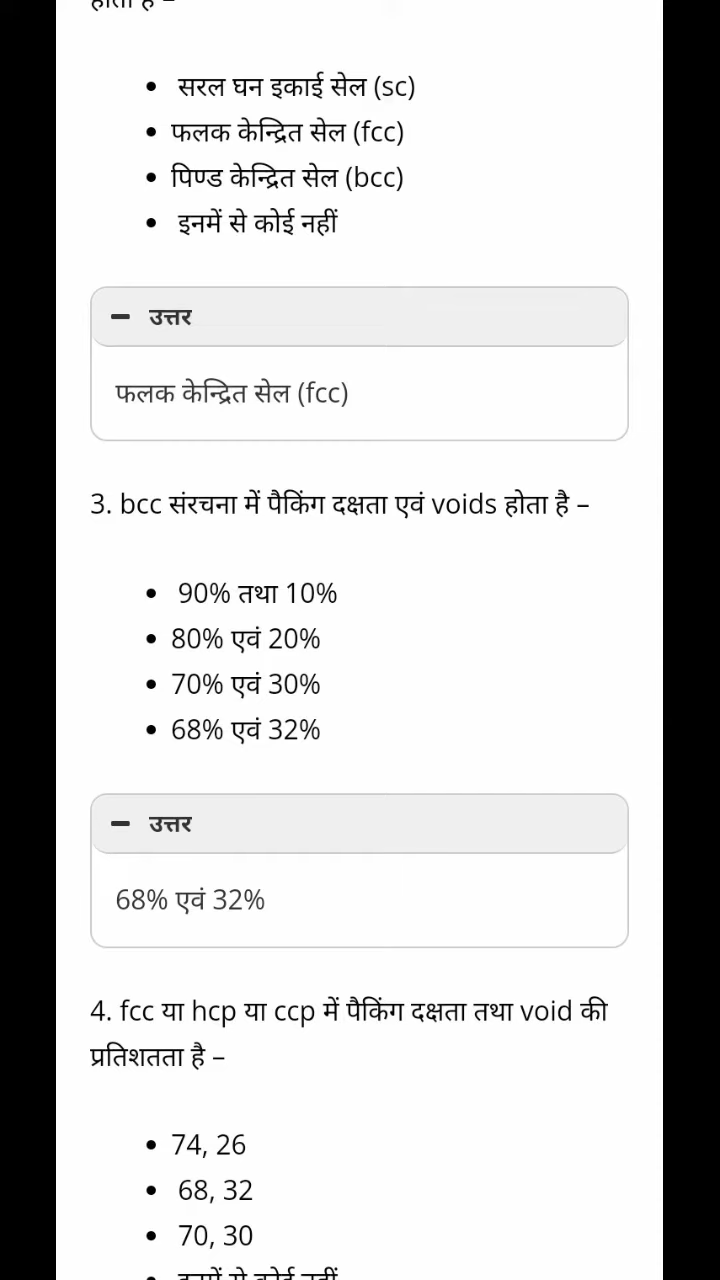 होता है –
• सरल घन इकाई सेल (sc)
• फलक केन्द्रित सेल (fcc)
• पिण्ड केन्द्रित सेल (bcc)
• इनमें से कोई नहीं
– उत्तर
फलक केन्द्रित सेल (fcc)
3. bcc संरचना में पैकिंग दक्षता एवं voids होता है –
• 90% तथा 10%
• 80% एवं 20%
• 70% एवं 30%
• 68% एवं 32%
– उत्तर
68% एवं 32%
4. fcc या hcp या ccp में पैकिंग दक्षता तथा void की
प्रतिशतता है –
• 74, 26
• 68, 32
• 70, 30
• इनमें से कोई नहीं